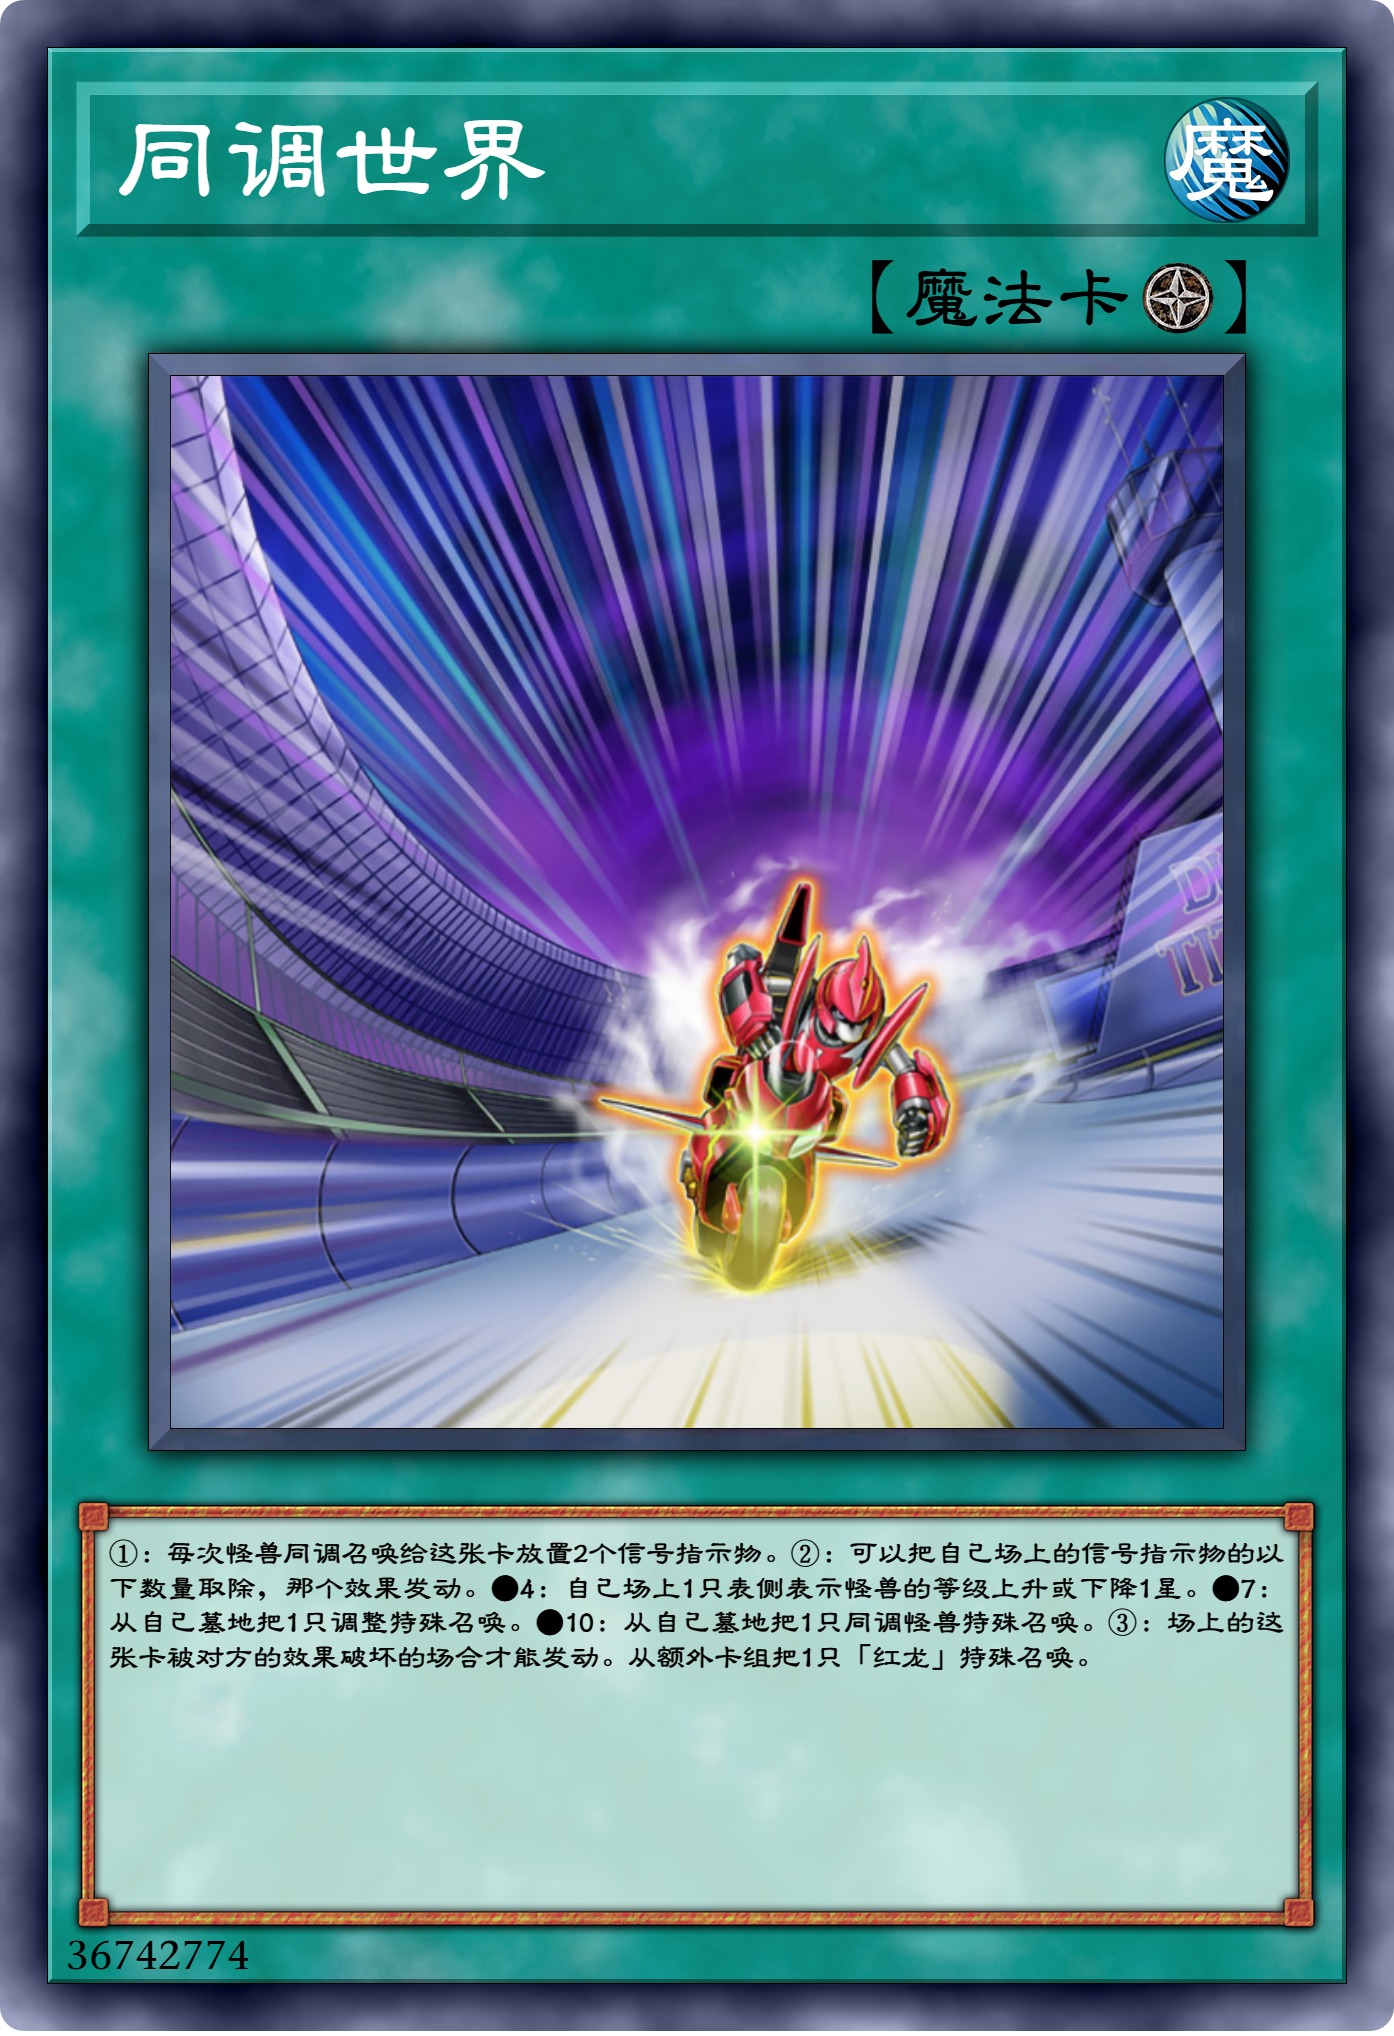 同调世界
魔
【魔法卡】
①：每次怪兽同调召唤给这张卡放置2个信号指示物。②：可以把自己场上的信号指示物的以
下数量取除，那个效果发动。●4：自己场上1只表侧表示怪兽的等级上升或下降1星。●7：
从自己墓地把1只调整特殊召唤。●10：从自己墓地把1只同调怪兽特殊召唤。③：场上的这
张卡被对方的效果破坏的场合才能发动。从额外卡组把1只「红龙」特殊召唤。
36742774